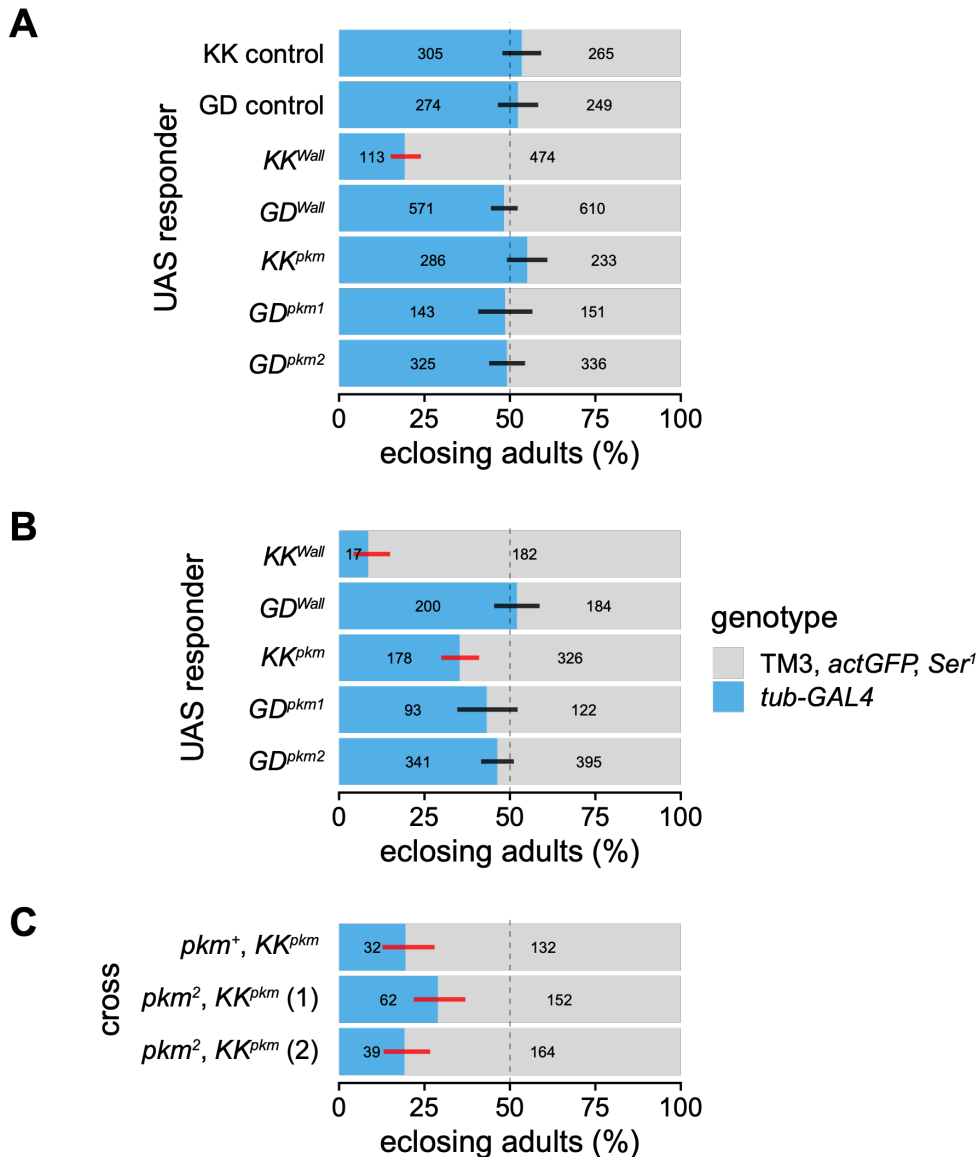 A
UAS responder
KK control 305 265
GD control 274 249
KK^Wall 113 474
GD^Wall 571 610
KK^pkm 286 233
GD^pkm1 143 151
GD^pkm2 325 336
0 25 50 75 100
eclosing adults (%)
B
UAS responder
KK^Wall 17 182
GD^Wall 200 184
KK^pkm 178 326
GD^pkm1 93 122
GD^pkm2 341 395
0 25 50 75 100
eclosing adults (%)
genotype
TM3, actGFP, Ser^1
tub-GAL4
C
cross
pkm^+, KK^pkm 32 132
pkm^2, KK^pkm (1) 62 152
pkm^2, KK^pkm (2) 39 164
0 25 50 75 100
eclosing adults (%)